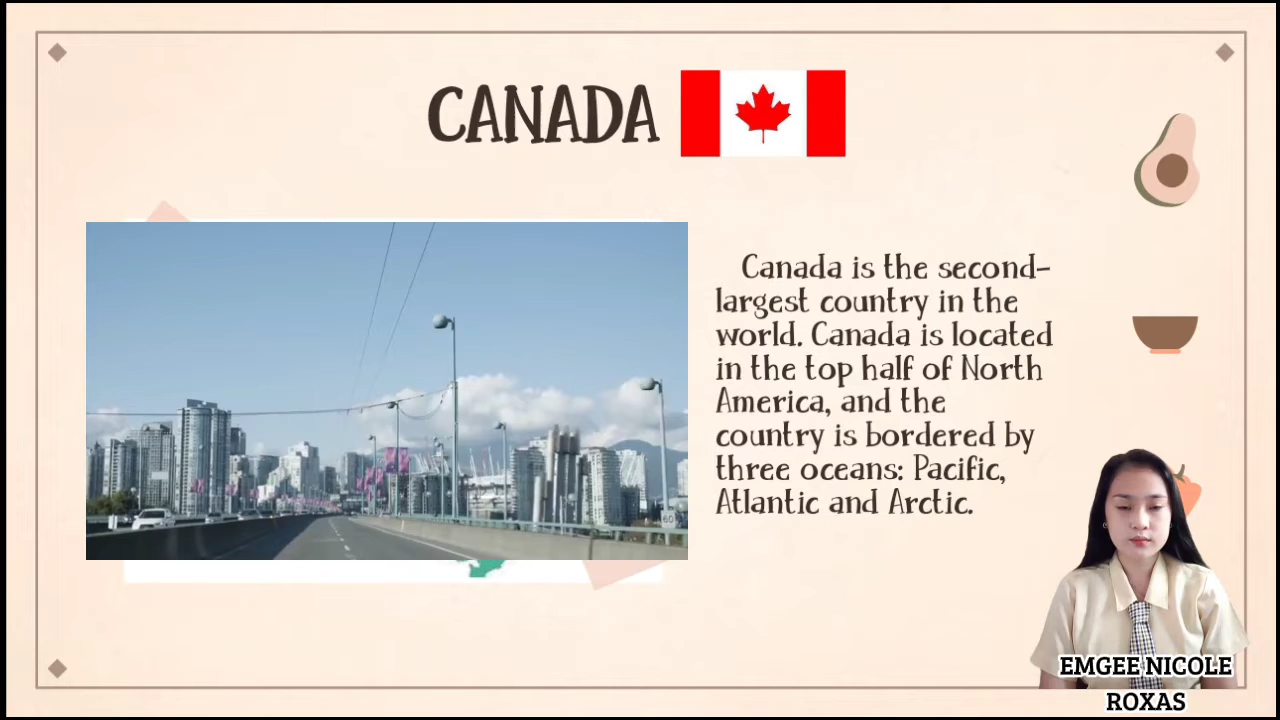 CANADA
Canada is the second-
largest country in the
world. Canada is located
in the top half of North
America, and the
country is bordered by
three oceans: Pacific,
Atlantic and Arctic.
60
EMGEE NICOLE
ROXAS